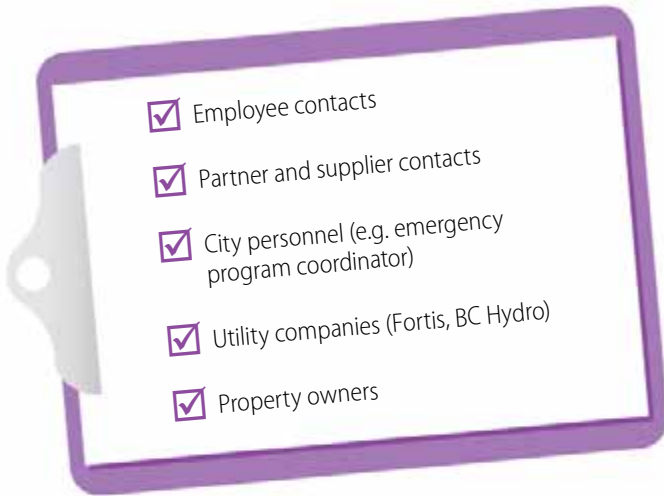 Employee contacts
Partner and supplier contacts
City personnel (e.g. emergency
program coordinator)
Utility companies (Fortis, BC Hydro)
Property owners